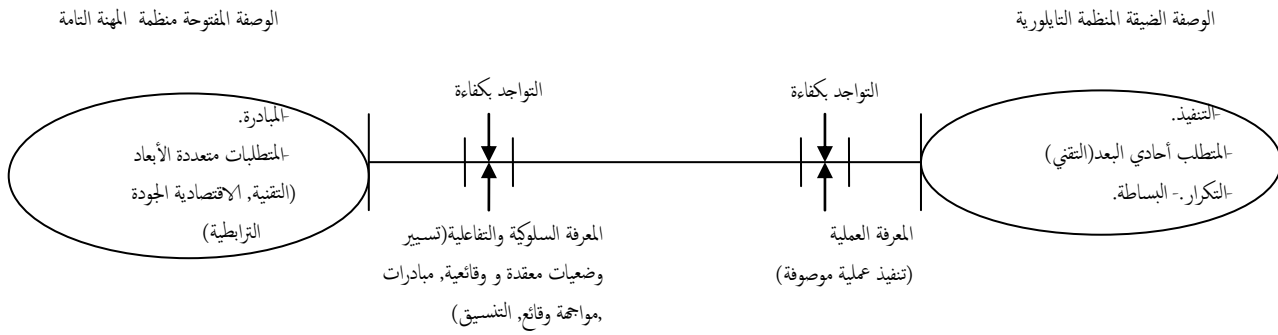 الوصفة الضيقة المنظمة التايلورية
الوصفة المفتوحة منظمة المهنة التامة
التواجد بكفاءة
التواجد بكفاءة
-التنفيذ.
-المتطلب أحادي البعد(التقني)
-التكرار.- البساطة.
-المبادرة.
-المتطلبات متعددة الأبعاد
(التقنية, الاقتصادية الجودة
الترابطية)
المعرفة العملية
(تنفيذ عملية موصوفة)
المعرفة السلوكية والتفاعلية(تسيير
وضعيات معقدة و وقائعية, مبادرات
,مواجهة وقائع, التنسيق)